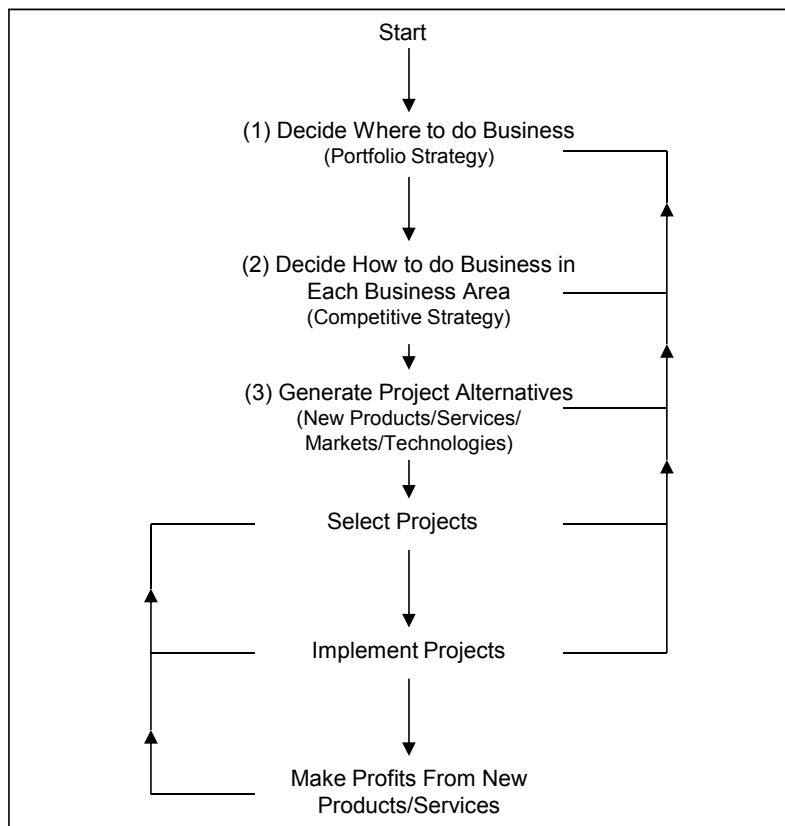 Start
(1) Decide Where to do Business
(Portfolio Strategy)
(2) Decide How to do Business in
Each Business Area
(Competitive Strategy)
(3) Generate Project Alternatives
(New Products/Services/
Markets/Technologies)
Select Projects
Implement Projects
Make Profits From New
Products/Services